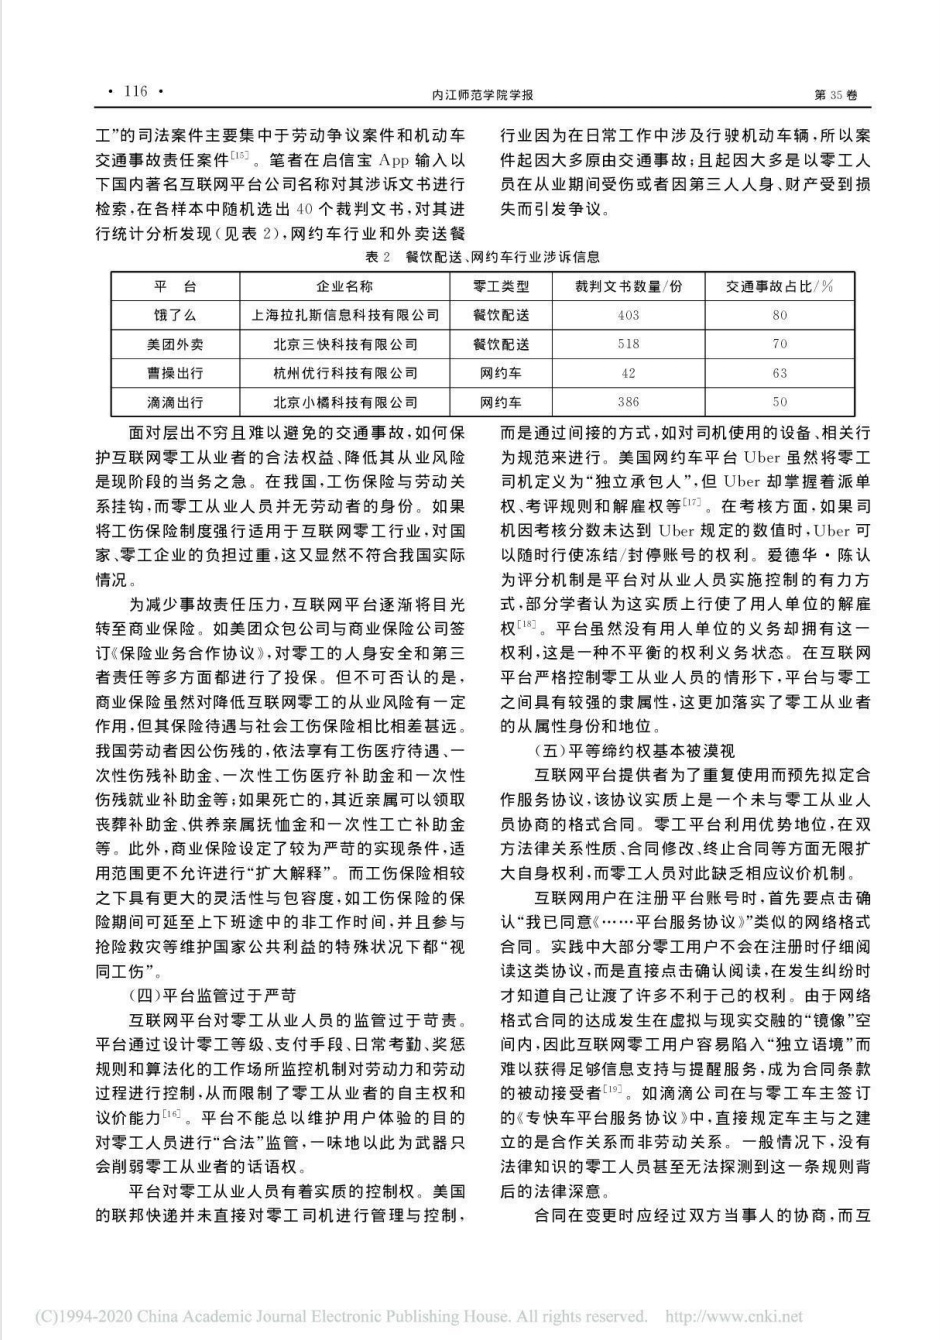 · 116 ·
内江师范学院学报
第 35 卷
工”的司法案件主要集中于劳动争议案件和机动车
交通事故责任案件[15]。笔者在启信宝 App 输入以
下国内著名互联网平台公司名称对其涉诉文书进行
检索,在各样本中随机选出 40 个裁判文书,对其进
行统计分析发现(见表 2),网约车行业和外卖送餐
行业因为在日常工作中涉及行驶机动车辆,所以案
件起因大多原由交通事故;且起因大多是以零工人
员在从业期间受伤或者因第三人人身、财产受到损
失而引发争议。
表 2 餐饮配送、网约车行业涉诉信息
平 台 企业名称 零工类型 裁判文书数量/份 交通事故占比/%
饿了么 上海拉扎斯信息科技有限公司 餐饮配送 403 80
美团外卖 北京三快科技有限公司 餐饮配送 518 70
曹操出行 杭州优行科技有限公司 网约车 42 63
滴滴出行 北京小橘科技有限公司 网约车 386 50
面对层出不穷且难以避免的交通事故,如何保
护互联网零工从业者的合法权益、降低其从业风险
是现阶段的当务之急。在我国,工伤保险与劳动关
系挂钩,而零工从业人员并无劳动者的身份。如果
将工伤保险制度强行适用于互联网零工行业,对国
家、零工企业的负担过重,这又显然不符合我国实际
情况。
为减少事故责任压力,互联网平台逐渐将目光
转至商业保险。如美团众包公司与商业保险公司签
订《保险业务合作协议》,对零工的人身安全和第三
者责任等多方面都进行了投保。但不可否认的是,
商业保险虽然对降低互联网零工的从业风险有一定
作用,但其保险待遇与社会工伤保险相比相差甚远。
我国劳动者因公伤残的,依法享有工伤医疗待遇、一
次性伤残补助金、一次性工伤医疗补助金和一次性
伤残就业补助金等;如果死亡的,其近亲属可以领取
丧葬补助金、供养亲属抚恤金和一次性工亡补助金
等。此外,商业保险设定了较为严苛的实现条件,适
用范围更不允许进行“扩大解释”。而工伤保险相较
之下具有更大的灵活性与包容度,如工伤保险的保
险期间可延至上下班途中的非工作时间,并且参与
抢险救灾等维护国家公共利益的特殊状况下都“视
同工伤”。
(四)平台监管过于严苛
互联网平台对零工从业人员的监管过于苛责。
平台通过设计零工等级、支付手段、日常考勤、奖惩
规则和算法化的工作场所监控机制对劳动力和劳动
过程进行控制,从而限制了零工从业者的自主权和
议价能力[16]。平台不能总以维护用户体验的目的
对零工人员进行“合法”监管,一味地以此为武器只
会削弱零工从业者的话语权。
平台对零工从业人员有着实质的控制权。美国
的联邦快递并未直接对零工司机进行管理与控制,
而是通过间接的方式,如对司机使用的设备、相关行
为规范来进行。美国网约车平台 Uber 虽然将零工
司机定义为“独立承包人”,但 Uber 却掌握着派单
权、考评规则和解雇权等[17]。在考核方面,如果司
机因考核分数未达到 Uber 规定的数值时,Uber 可
以随时行使冻结/封停账号的权利。爱德华·陈认
为评分机制是平台对从业人员实施控制的有力方
式,部分学者认为这实质上行使了用人单位的解雇
权[18]。平台虽然没有用人单位的义务却拥有这一
权利,这是一种不平衡的权利义务状态。在互联网
平台严格控制零工从业人员的情形下,平台与零工
之间具有较强的隶属性,这更加落实了零工从业者
的从属性身份和地位。
(五)平等缔约权基本被漠视
互联网平台提供者为了重复使用而预先拟定合
作服务协议,该协议实质上是一个未与零工从业人
员协商的格式合同。零工平台利用优势地位,在双
方法律关系性质、合同修改、终止合同等方面无限扩
大自身权利,而零工人员对此缺乏相应议价机制。
互联网用户在注册平台账号时,首先要点击确
认“我已同意《……平台服务协议》”类似的网络格式
合同。实践中大部分零工用户不会在注册时仔细阅
读这类协议,而是直接点击确认阅读,在发生纠纷时
才知道自己让渡了许多不利于己的权利。由于网络
格式合同的达成发生在虚拟与现实交融的“镜像”空
间内,因此互联网零工用户容易陷入“独立语境”而
难以获得足够信息支持与提醒服务,成为合同条款
的被动接受者[19]。如滴滴公司在与零工车主签订
的《专快车平台服务协议》中,直接规定车主与之建
立的是合作关系而非劳动关系。一般情况下,没有
法律知识的零工人员甚至无法探测到这一条规则背
后的法律深意。
合同在变更时应经过双方当事人的协商,而互
(C)1994-2020 China Academic Journal Electronic Publishing House. All rights reserved. http://www.cnki.net